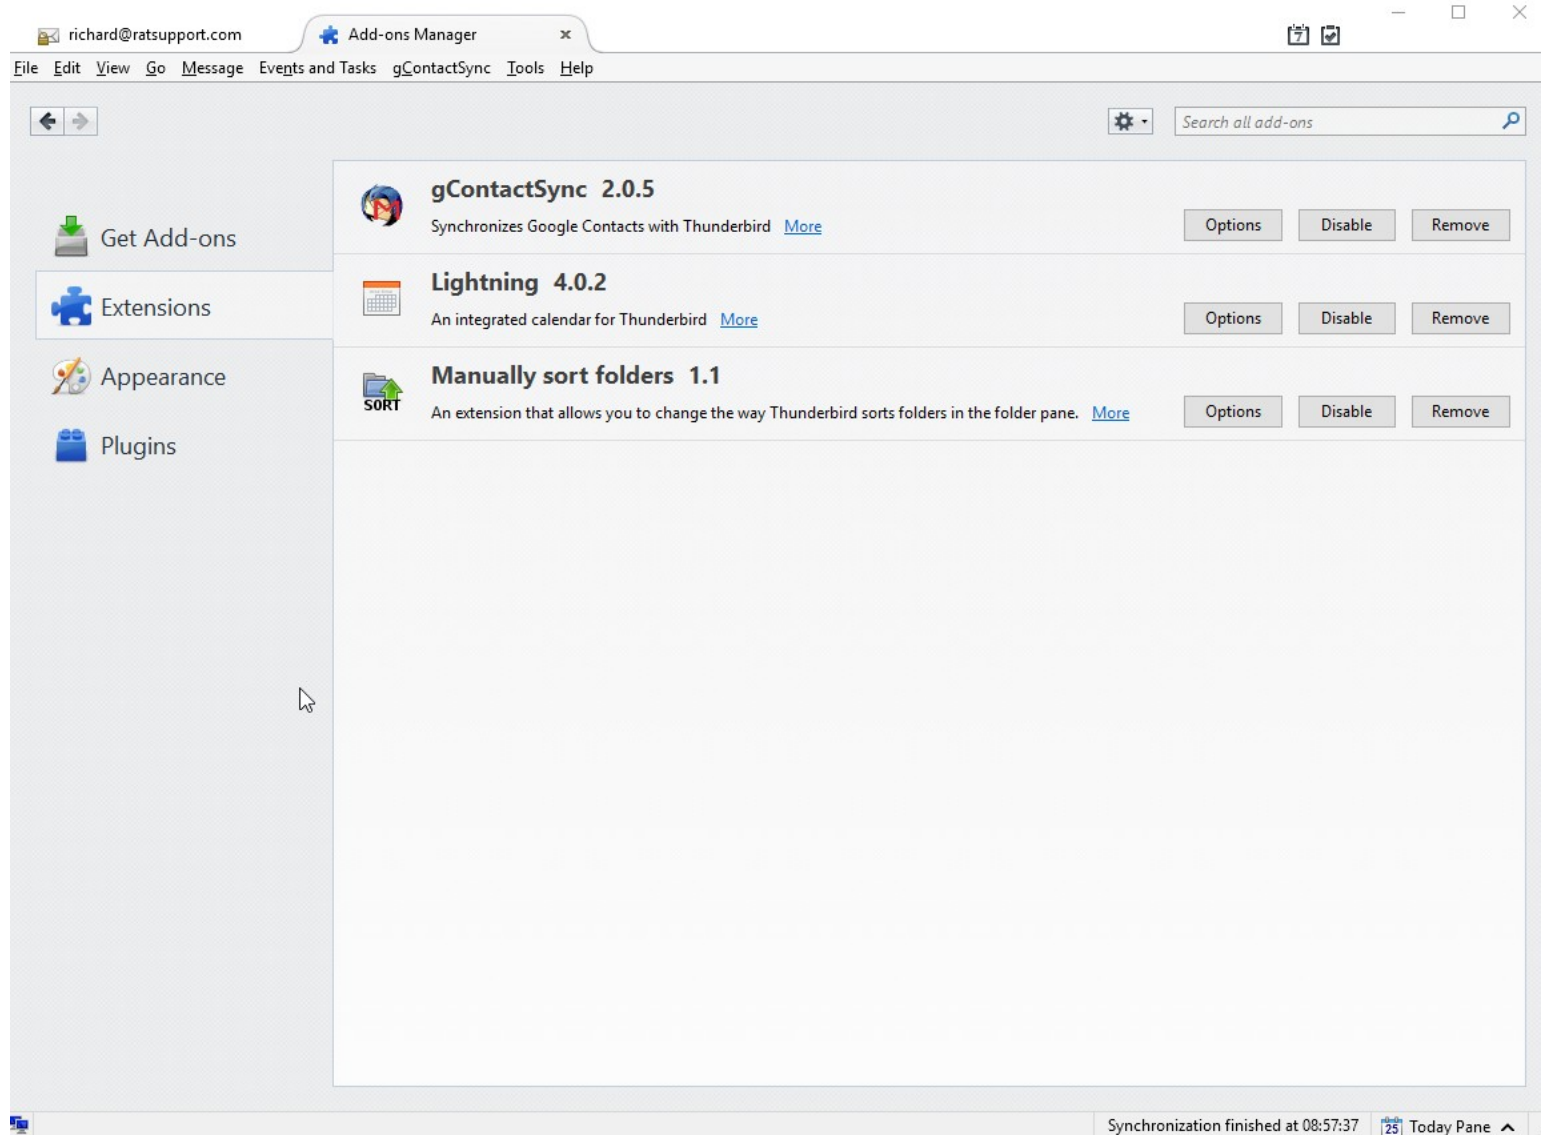 richard@ratsupport.com
Add-ons Manager
7
File Edit View Go Message Events and Tasks gContactSync Tools Help
Search all add-ons
gContactSync 2.0.5
Synchronizes Google Contacts with Thunderbird More
Options Disable Remove
Get Add-ons
Lightning 4.0.2
An integrated calendar for Thunderbird More
Options Disable Remove
Extensions
Manually sort folders 1.1
SORT
An extension that allows you to change the way Thunderbird sorts folders in the folder pane. More
Options Disable Remove
Appearance
Plugins
Synchronization finished at 08:57:37
25 Today Pane